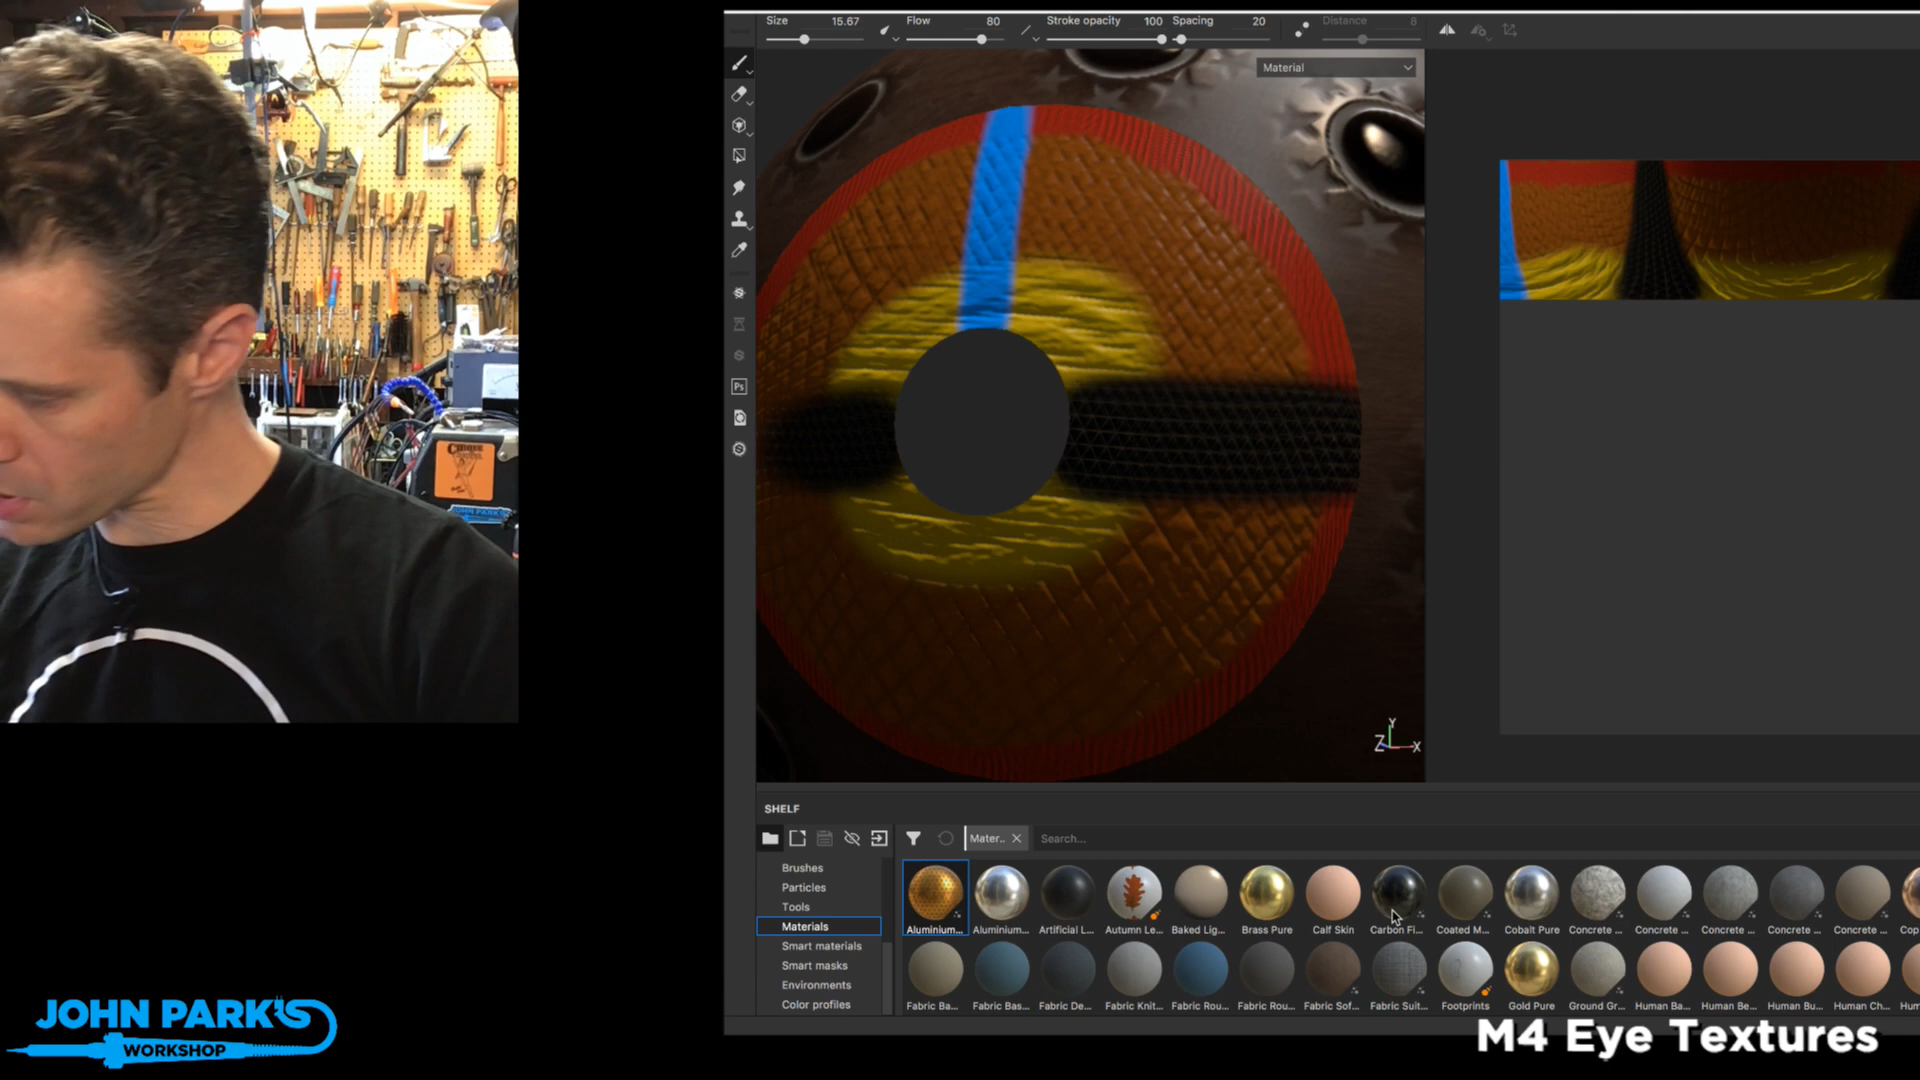 Size 15.67 Flow 80 Stroke opacity 100 Spacing 20 Distance 8
Material
Ps
Y
Z X
SHELF
Mater.. Search...
Brushes
Particles
Tools
Materials
Smart materials
Smart masks
Environments
Color profiles
Aluminium... Aluminium... Artificial L... Autumn Le... Baked Lig... Brass Pure Calf Skin Carbon Fi... Coated M... Cobalt Pure Concrete ... Concrete ... Concrete ... Concrete ... Concrete ... Cop
Fabric Ba... Fabric Bas... Fabric De... Fabric Knit... Fabric Rou... Fabric Rou... Fabric Sof... Fabric Suit... Footprints Gold Pure Ground Gr... Human Ba... Human Be... Human Bu... Human Ch... Hum
JOHN PARK'S
WORKSHOP
M4 Eye Textures